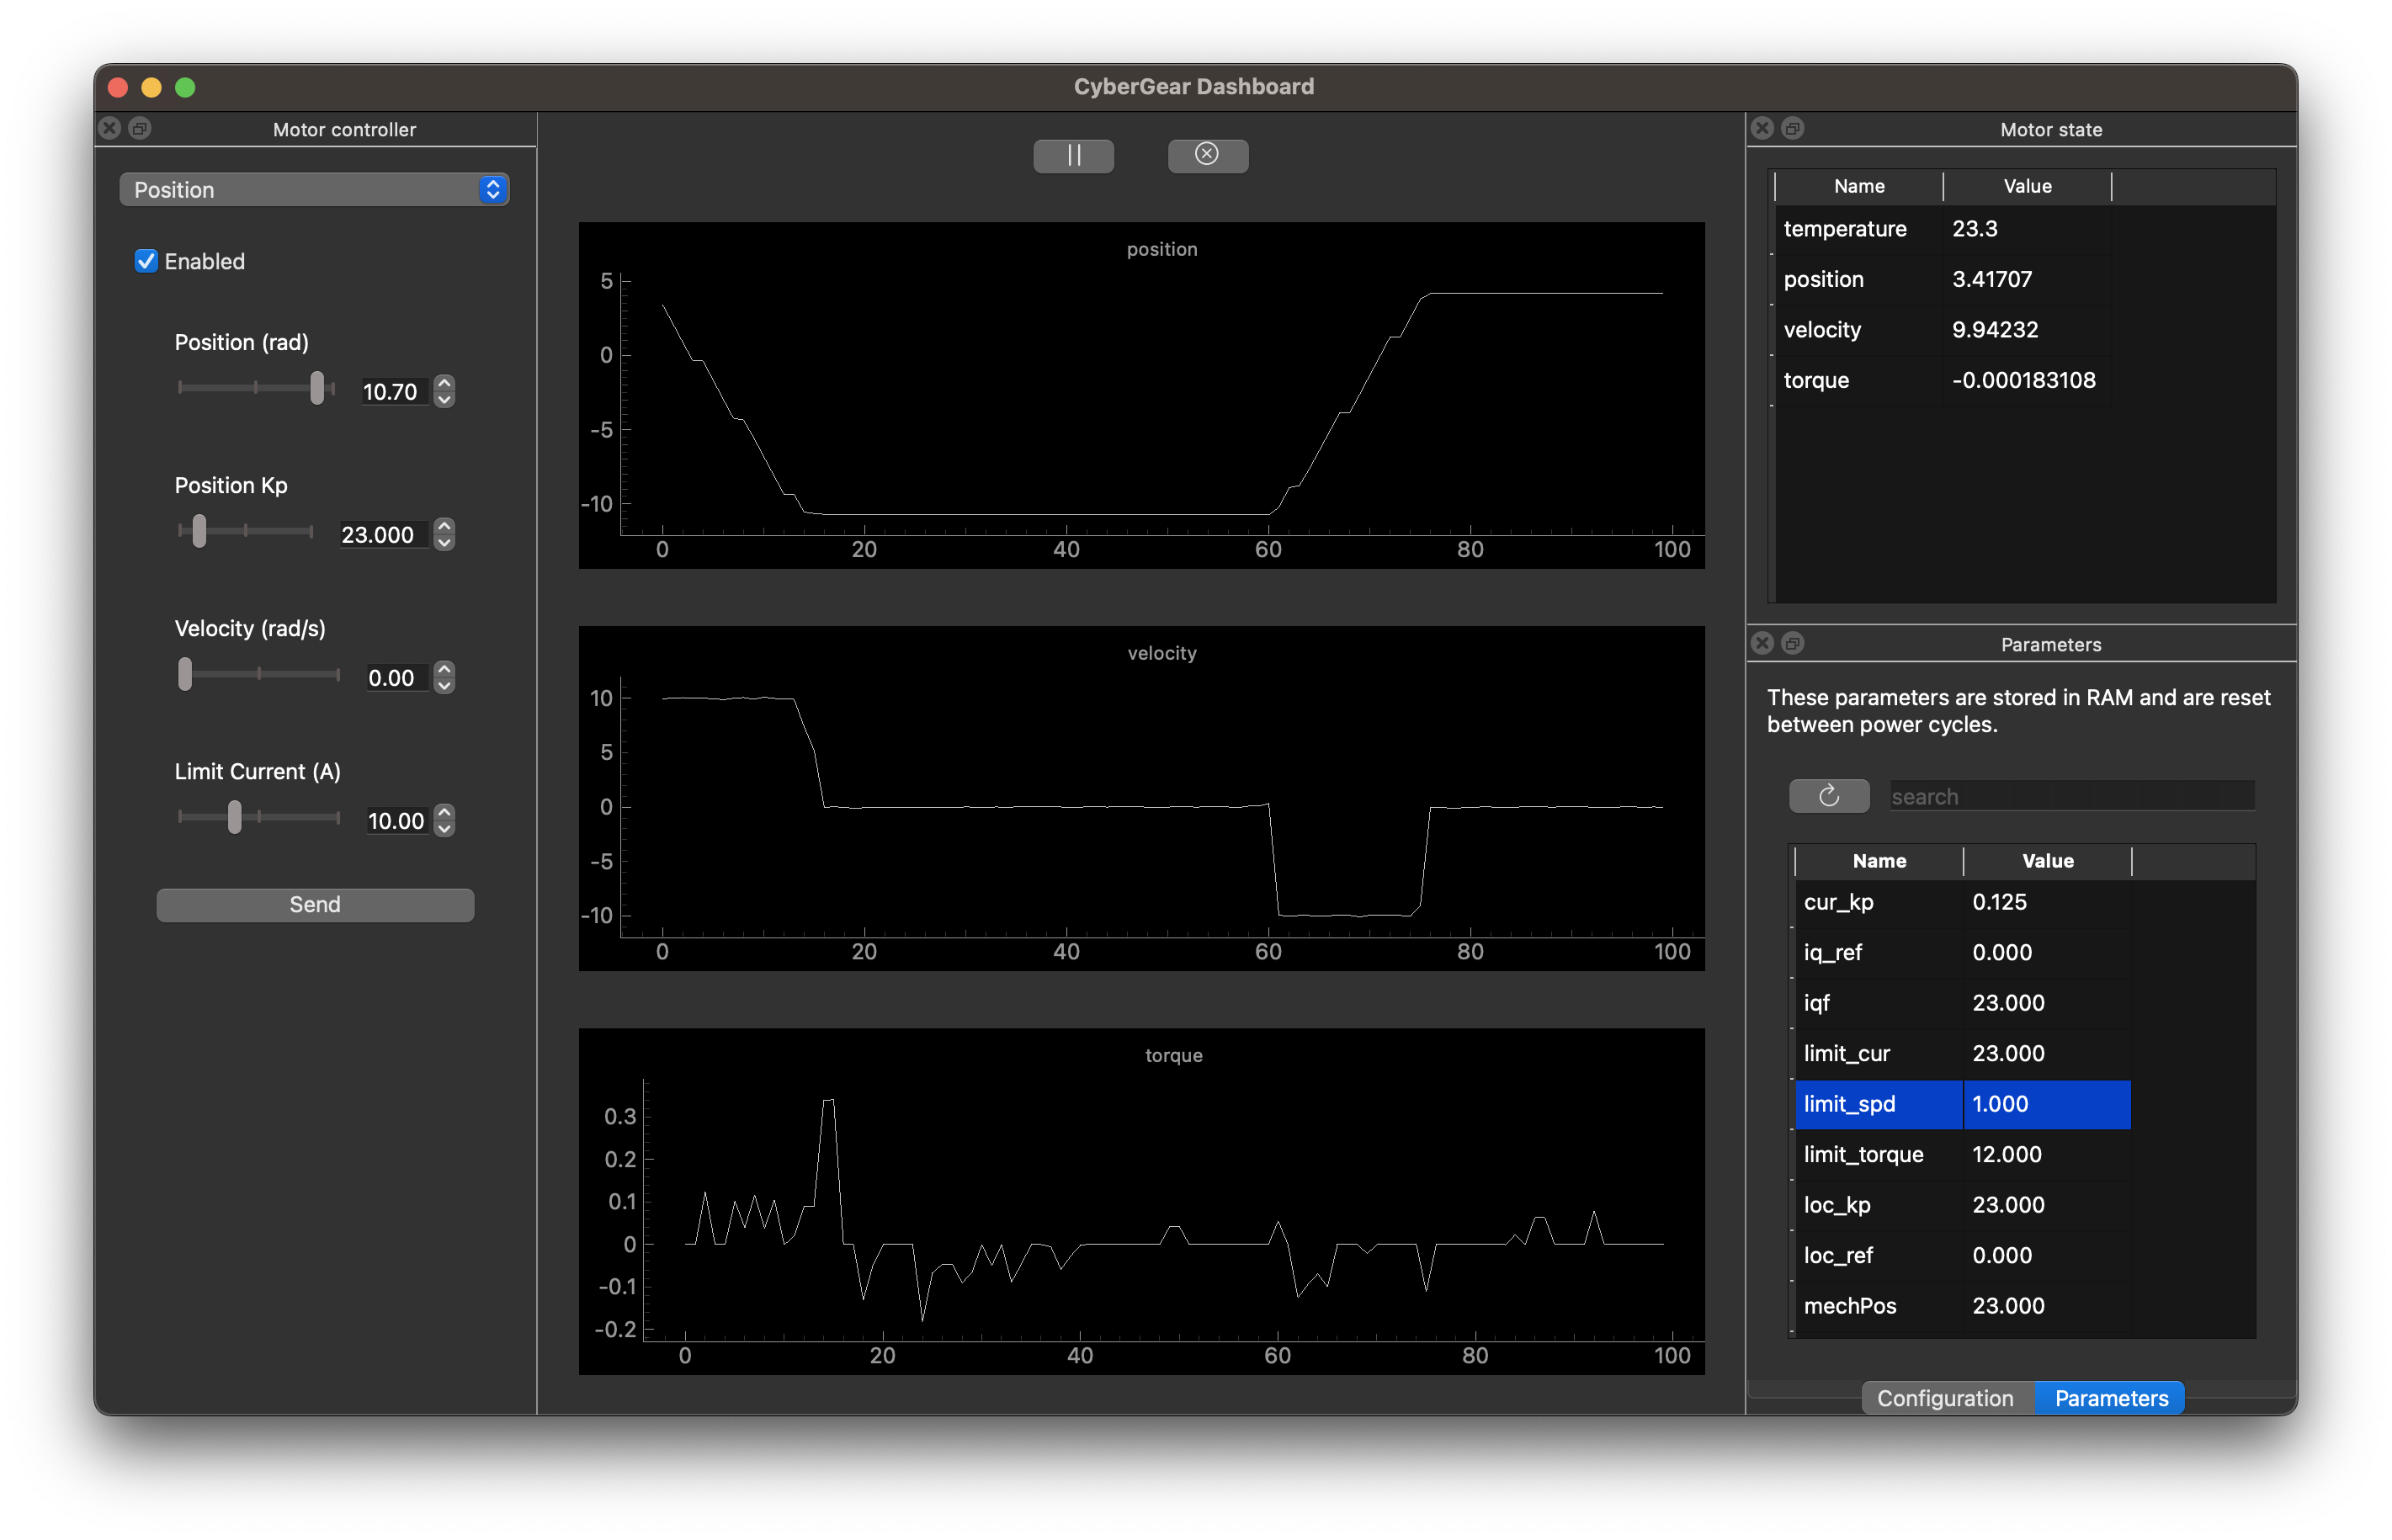 CyberGear Dashboard
Motor controller
Position
Enabled
Position (rad)
10.70
Position Kp
23.000
Velocity (rad/s)
0.00
Limit Current (A)
10.00
Send
position
5
0
-5
-10
0 20 40 60 80 100
velocity
10
5
0
-5
-10
0 20 40 60 80 100
torque
0.3
0.2
0.1
0
-0.1
-0.2
0 20 40 60 80 100
Motor state
Name Value
temperature 23.3
position 3.41707
velocity 9.94232
torque -0.000183108
Parameters
These parameters are stored in RAM and are reset
between power cycles.
search
Name Value
cur_kp 0.125
iq_ref 0.000
iqf 23.000
limit_cur 23.000
limit_spd 1.000
limit_torque 12.000
loc_kp 23.000
loc_ref 0.000
mechPos 23.000
Configuration Parameters